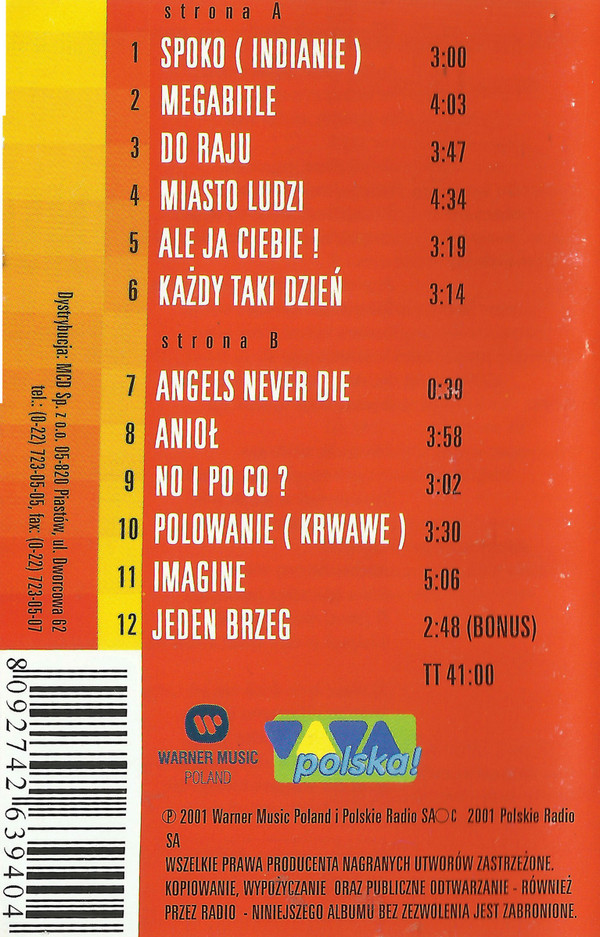 strona A
1 SPOKO ( INDIANIE ) 3:00
2 MEGABITLE 4:03
3 DO RAJU 3:47
4 MIASTO LUDZI 4:34
5 ALE JA CIEBIE ! 3:19
6 KAŻDY TAKI DZIEŃ 3:14
strona B
7 ANGELS NEVER DIE 0:39
8 ANIOŁ 3:58
9 NO I PO CO ? 3:02
10 POLOWANIE ( KRWAWE ) 3:30
11 IMAGINE 5:06
12 JEDEN BRZEG 2:48 (BONUS)
TT 41:00
Dystrybucja: MCD Sp. z o.o. 05-820 Piastów, ul. Dworcowa 62
tel.: (0-22) 723-05-05, fax: (0-22) 723-05-07
8092742639404
WARNER MUSIC
POLAND
VIVA
polska!
Ⓟ 2001 Warner Music Poland i Polskie Radio SA◯C 2001 Polskie Radio
SA
WSZELKIE PRAWA PRODUCENTA NAGRANYCH UTWORÓW ZASTRZEŻONE.
KOPIOWANIE, WYPOŻYCZANIE ORAZ PUBLICZNE ODTWARZANIE - RÓWNIEŻ
PRZEZ RADIO - NINIEJSZEGO ALBUMU BEZ ZEZWOLENIA JEST ZABRONIONE.